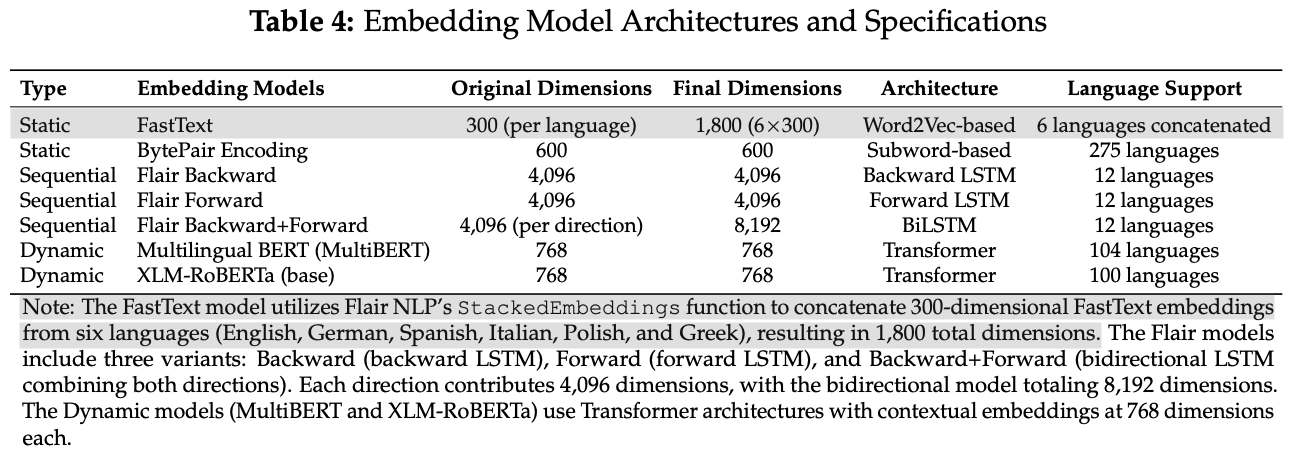 Table 4: Embedding Model Architectures and Specifications
Type Embedding Models Original Dimensions Final Dimensions Architecture Language Support
Static FastText 300 (per language) 1,800 (6×300) Word2Vec-based 6 languages concatenated
Static BytePair Encoding 600 600 Subword-based 275 languages
Sequential Flair Backward 4,096 4,096 Backward LSTM 12 languages
Sequential Flair Forward 4,096 4,096 Forward LSTM 12 languages
Sequential Flair Backward+Forward 4,096 (per direction) 8,192 BiLSTM 12 languages
Dynamic Multilingual BERT (MultiBERT) 768 768 Transformer 104 languages
Dynamic XLM-RoBERTa (base) 768 768 Transformer 100 languages
Note: The FastText model utilizes Flair NLP's StackedEmbeddings function to concatenate 300-dimensional FastText embeddings
from six languages (English, German, Spanish, Italian, Polish, and Greek), resulting in 1,800 total dimensions. The Flair models
include three variants: Backward (backward LSTM), Forward (forward LSTM), and Backward+Forward (bidirectional LSTM
combining both directions). Each direction contributes 4,096 dimensions, with the bidirectional model totaling 8,192 dimensions.
The Dynamic models (MultiBERT and XLM-RoBERTa) use Transformer architectures with contextual embeddings at 768 dimensions
each.